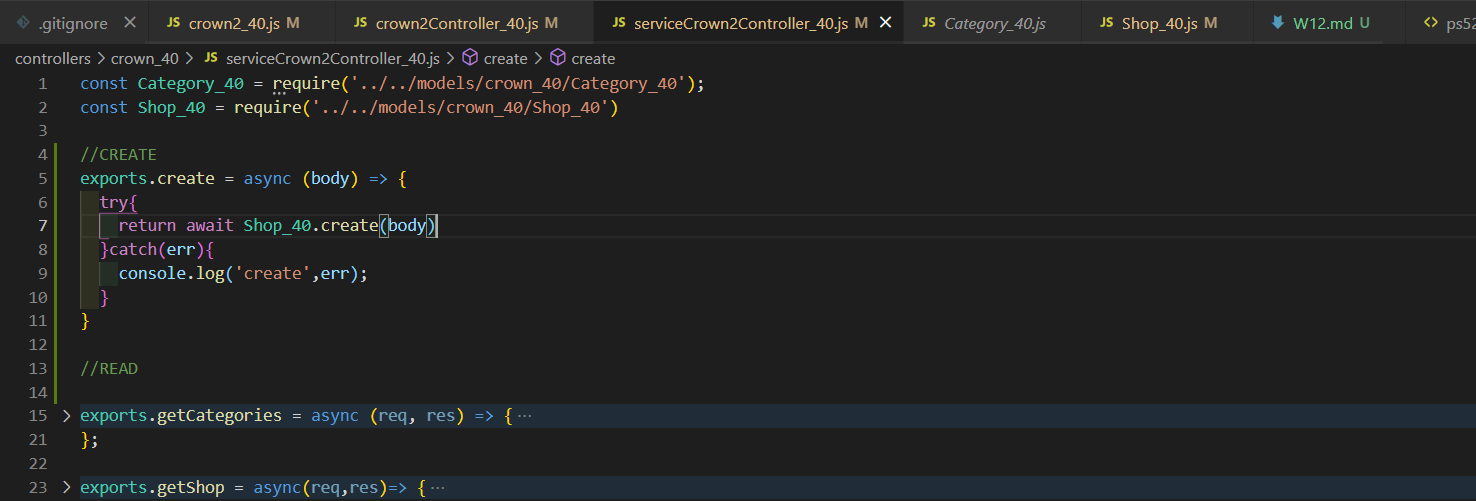 .gitignore JS crown2_40.js M JS crown2Controller_40.js M JS serviceCrown2Controller_40.js M JS Category_40.js JS Shop_40.js M W12.md U ps52
controllers > crown_40 > JS serviceCrown2Controller_40.js > create > create
1 const Category_40 = require('../../models/crown_40/Category_40');
2 const Shop_40 = require('../../models/crown_40/Shop_40')
3
4 //CREATE
5 exports.create = async (body) => {
6 try{
7 return await Shop_40.create(body)
8 }catch(err){
9 console.log('create',err);
10 }
11 }
12
13 //READ
14
15 exports.getCategories = async (req, res) => { ...
21 };
22
23 exports.getShop = async(req,res)=> { ...